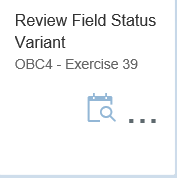 Review Field Status
Variant
OBC4 - Exercise 39
...